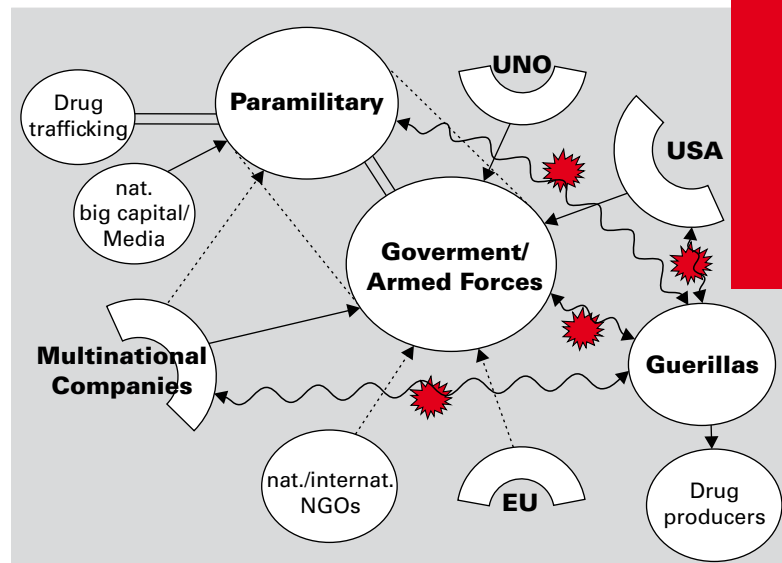 UNO
Paramilitary
Drug
trafficking
USA
nat.
big capital/
Media
Goverment/
Armed Forces
Multinational
Companies
Guerillas
nat./internat.
NGOs
EU
Drug
producers